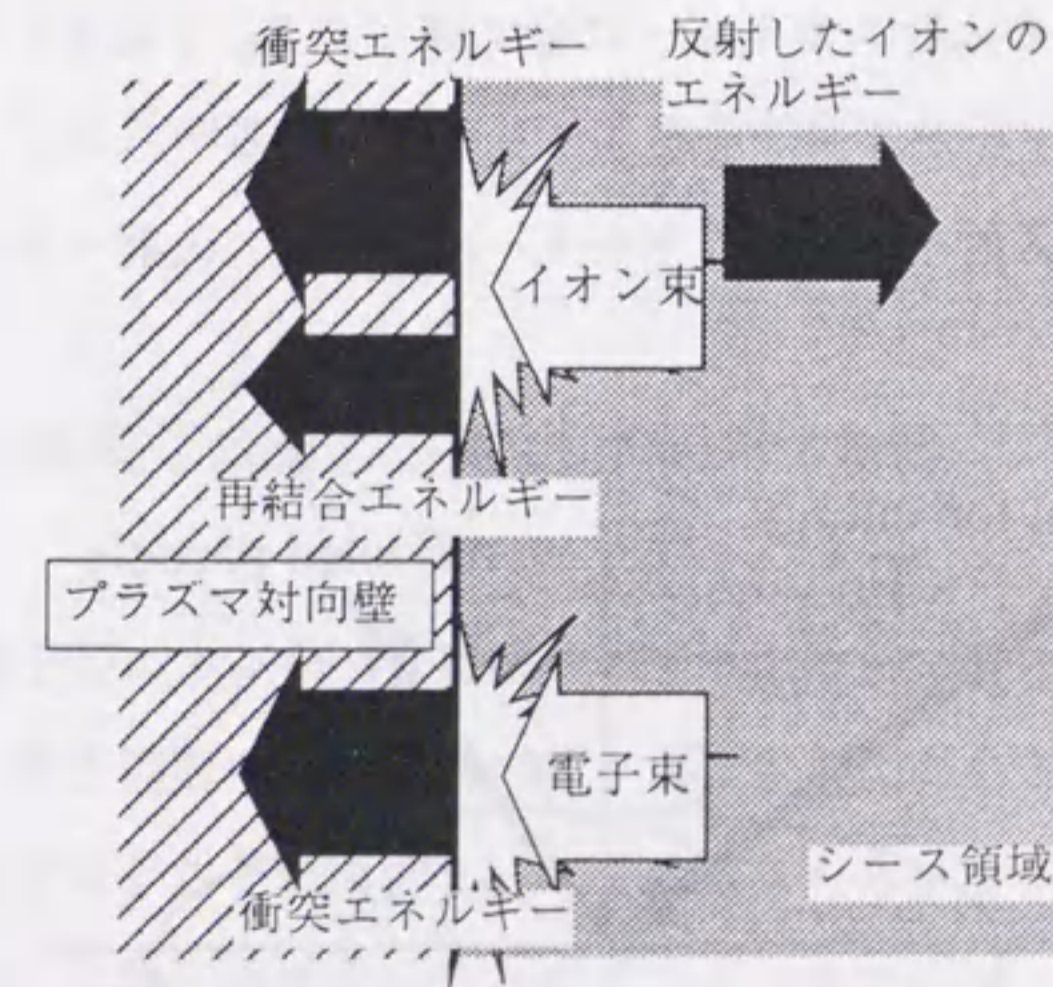 衝突エネルギー
反射したイオンの
エネルギー
イオン束
再結合エネルギー
プラズマ対向壁
電子束
シース領域
衝突エネルギー